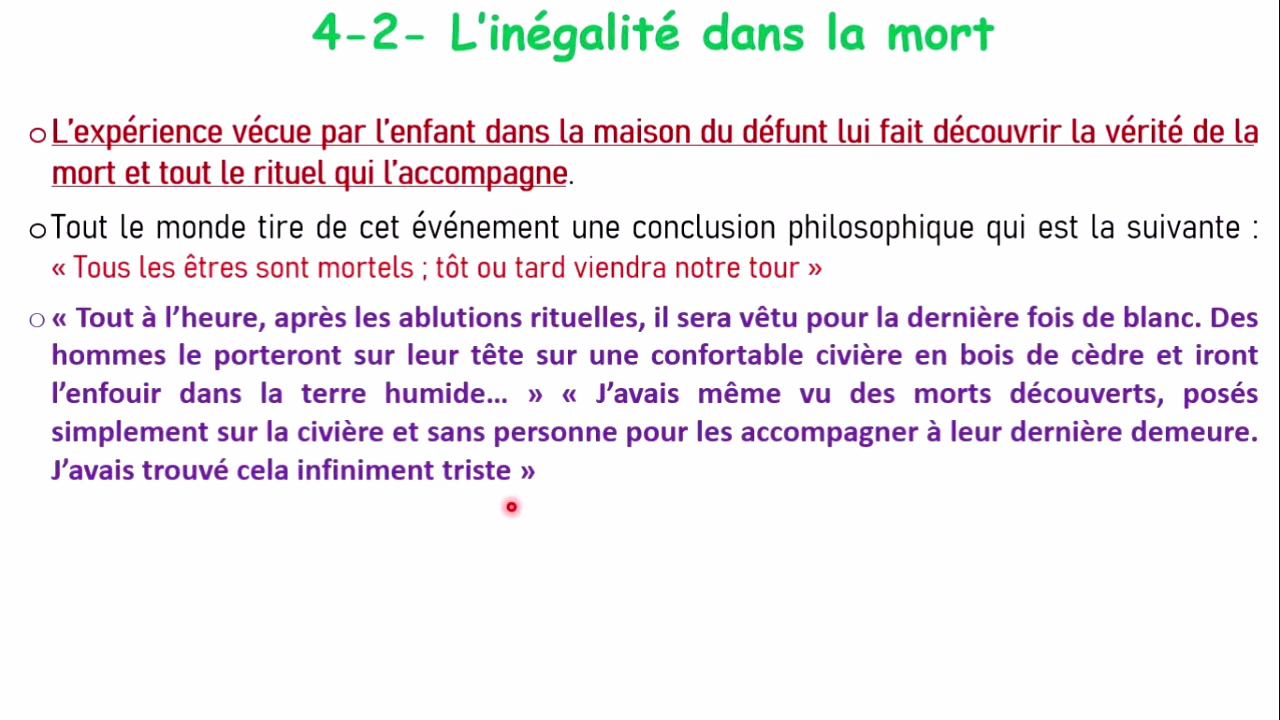 4-2- L'inégalité dans la mort
o L'expérience vécue par l'enfant dans la maison du défunt lui fait découvrir la vérité de la
mort et tout le rituel qui l'accompagne.
o Tout le monde tire de cet événement une conclusion philosophique qui est la suivante :
« Tous les êtres sont mortels ; tôt ou tard viendra notre tour »
o « Tout à l'heure, après les ablutions rituelles, il sera vêtu pour la dernière fois de blanc. Des
hommes le porteront sur leur tête sur une confortable civière en bois de cèdre et iront
l'enfouir dans la terre humide… » « J'avais même vu des morts découverts, posés
simplement sur la civière et sans personne pour les accompagner à leur dernière demeure.
J'avais trouvé cela infiniment triste »